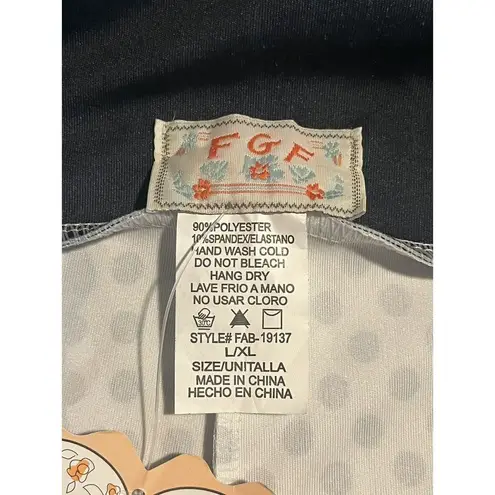 FGF
90%POLYESTER
10%SPANDEX/ELASTANO
HAND WASH COLD
DO NOT BLEACH
HANG DRY
LAVE FRIO A MANO
NO USAR CLORO
30°C
STYLE# FAB-19137
L/XL
SIZE/UNITALLA
MADE IN CHINA
HECHO EN CHINA